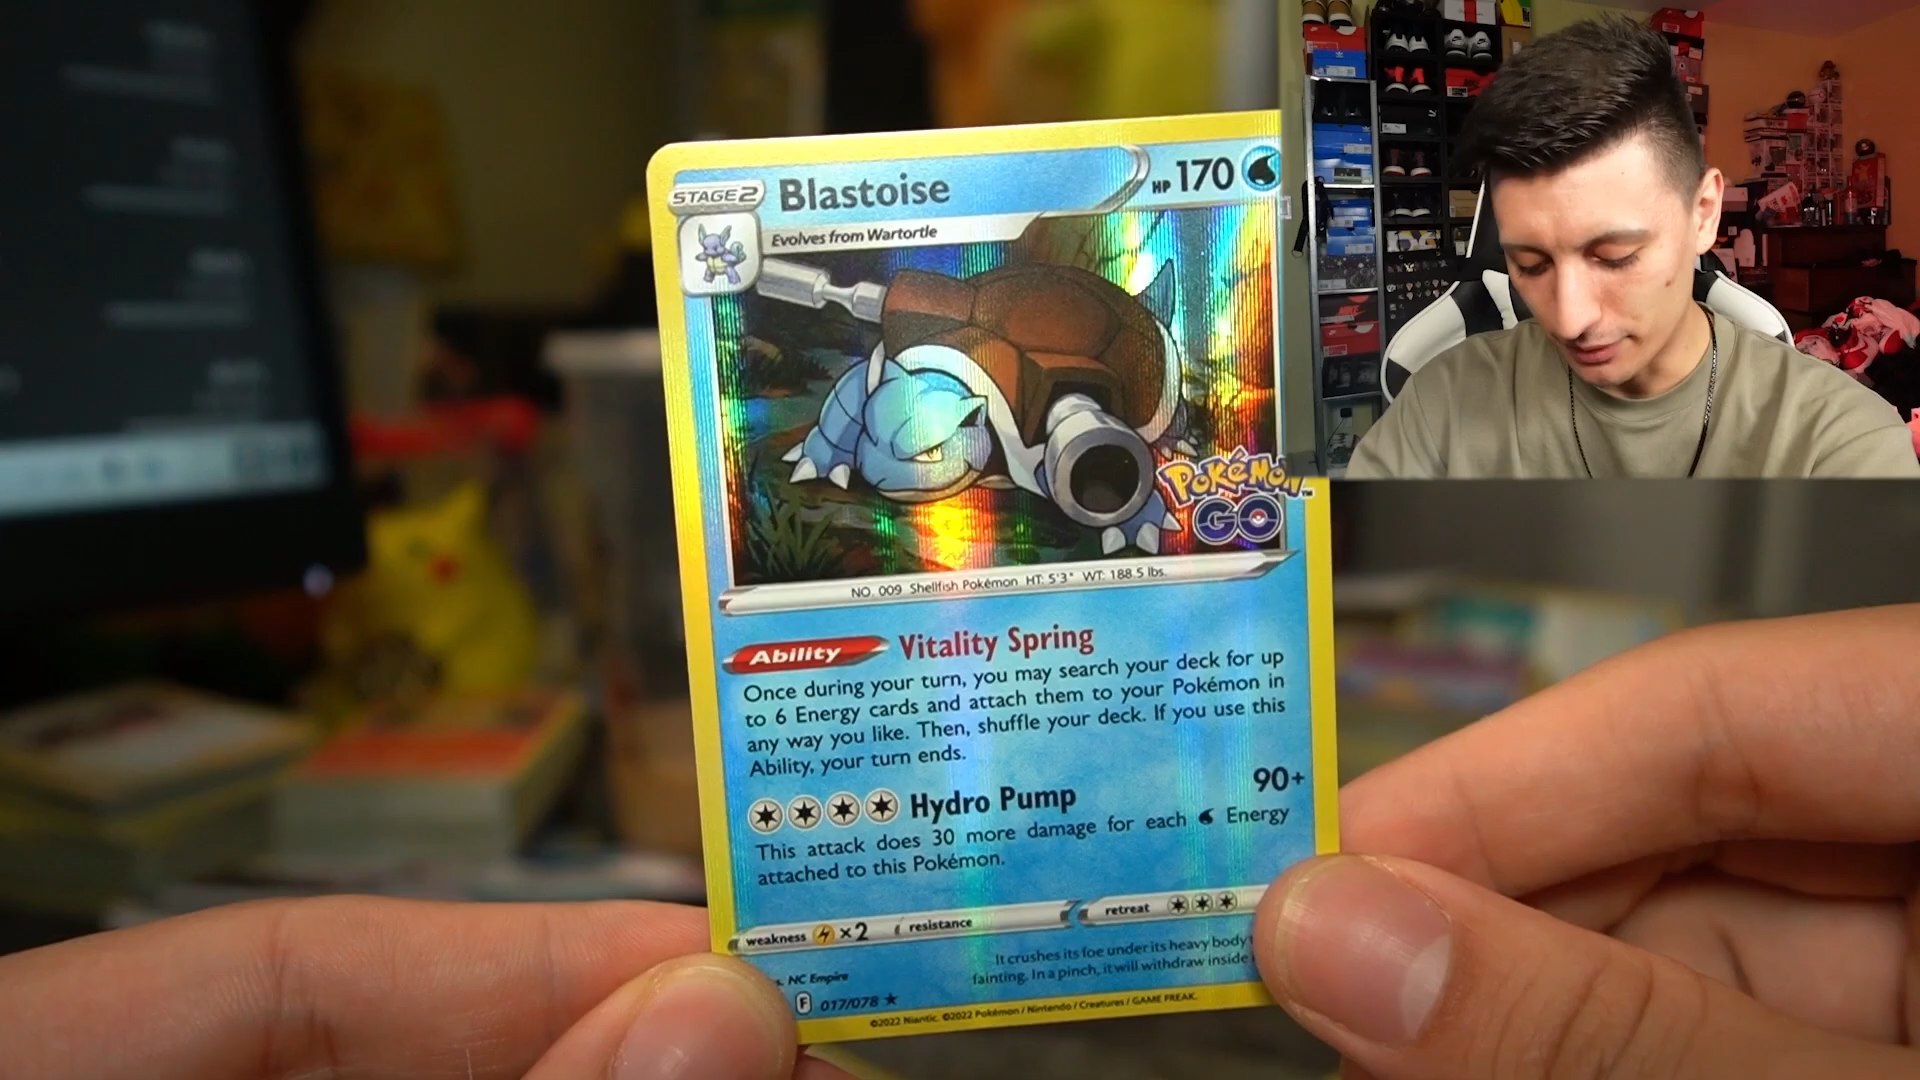 STAGE 2 Blastoise HP 170
Evolves from Wartortle
POKéMON™
GO
NO. 009 Shellfish Pokémon HT: 5'3" WT: 188.5 lbs.
Ability Vitality Spring
Once during your turn, you may search your deck for up
to 6 Energy cards and attach them to your Pokémon in
any way you like. Then, shuffle your deck. If you use this
Ability, your turn ends.
Hydro Pump 90+
This attack does 30 more damage for each Energy
attached to this Pokémon.
weakness ×2 resistance retreat
It crushes its foe under its heavy body
fainting. In a pinch, it will withdraw inside
NC Empire
F 017/078 ★
©2022 Niantic. ©2022 Pokémon / Nintendo / Creatures / GAME FREAK.